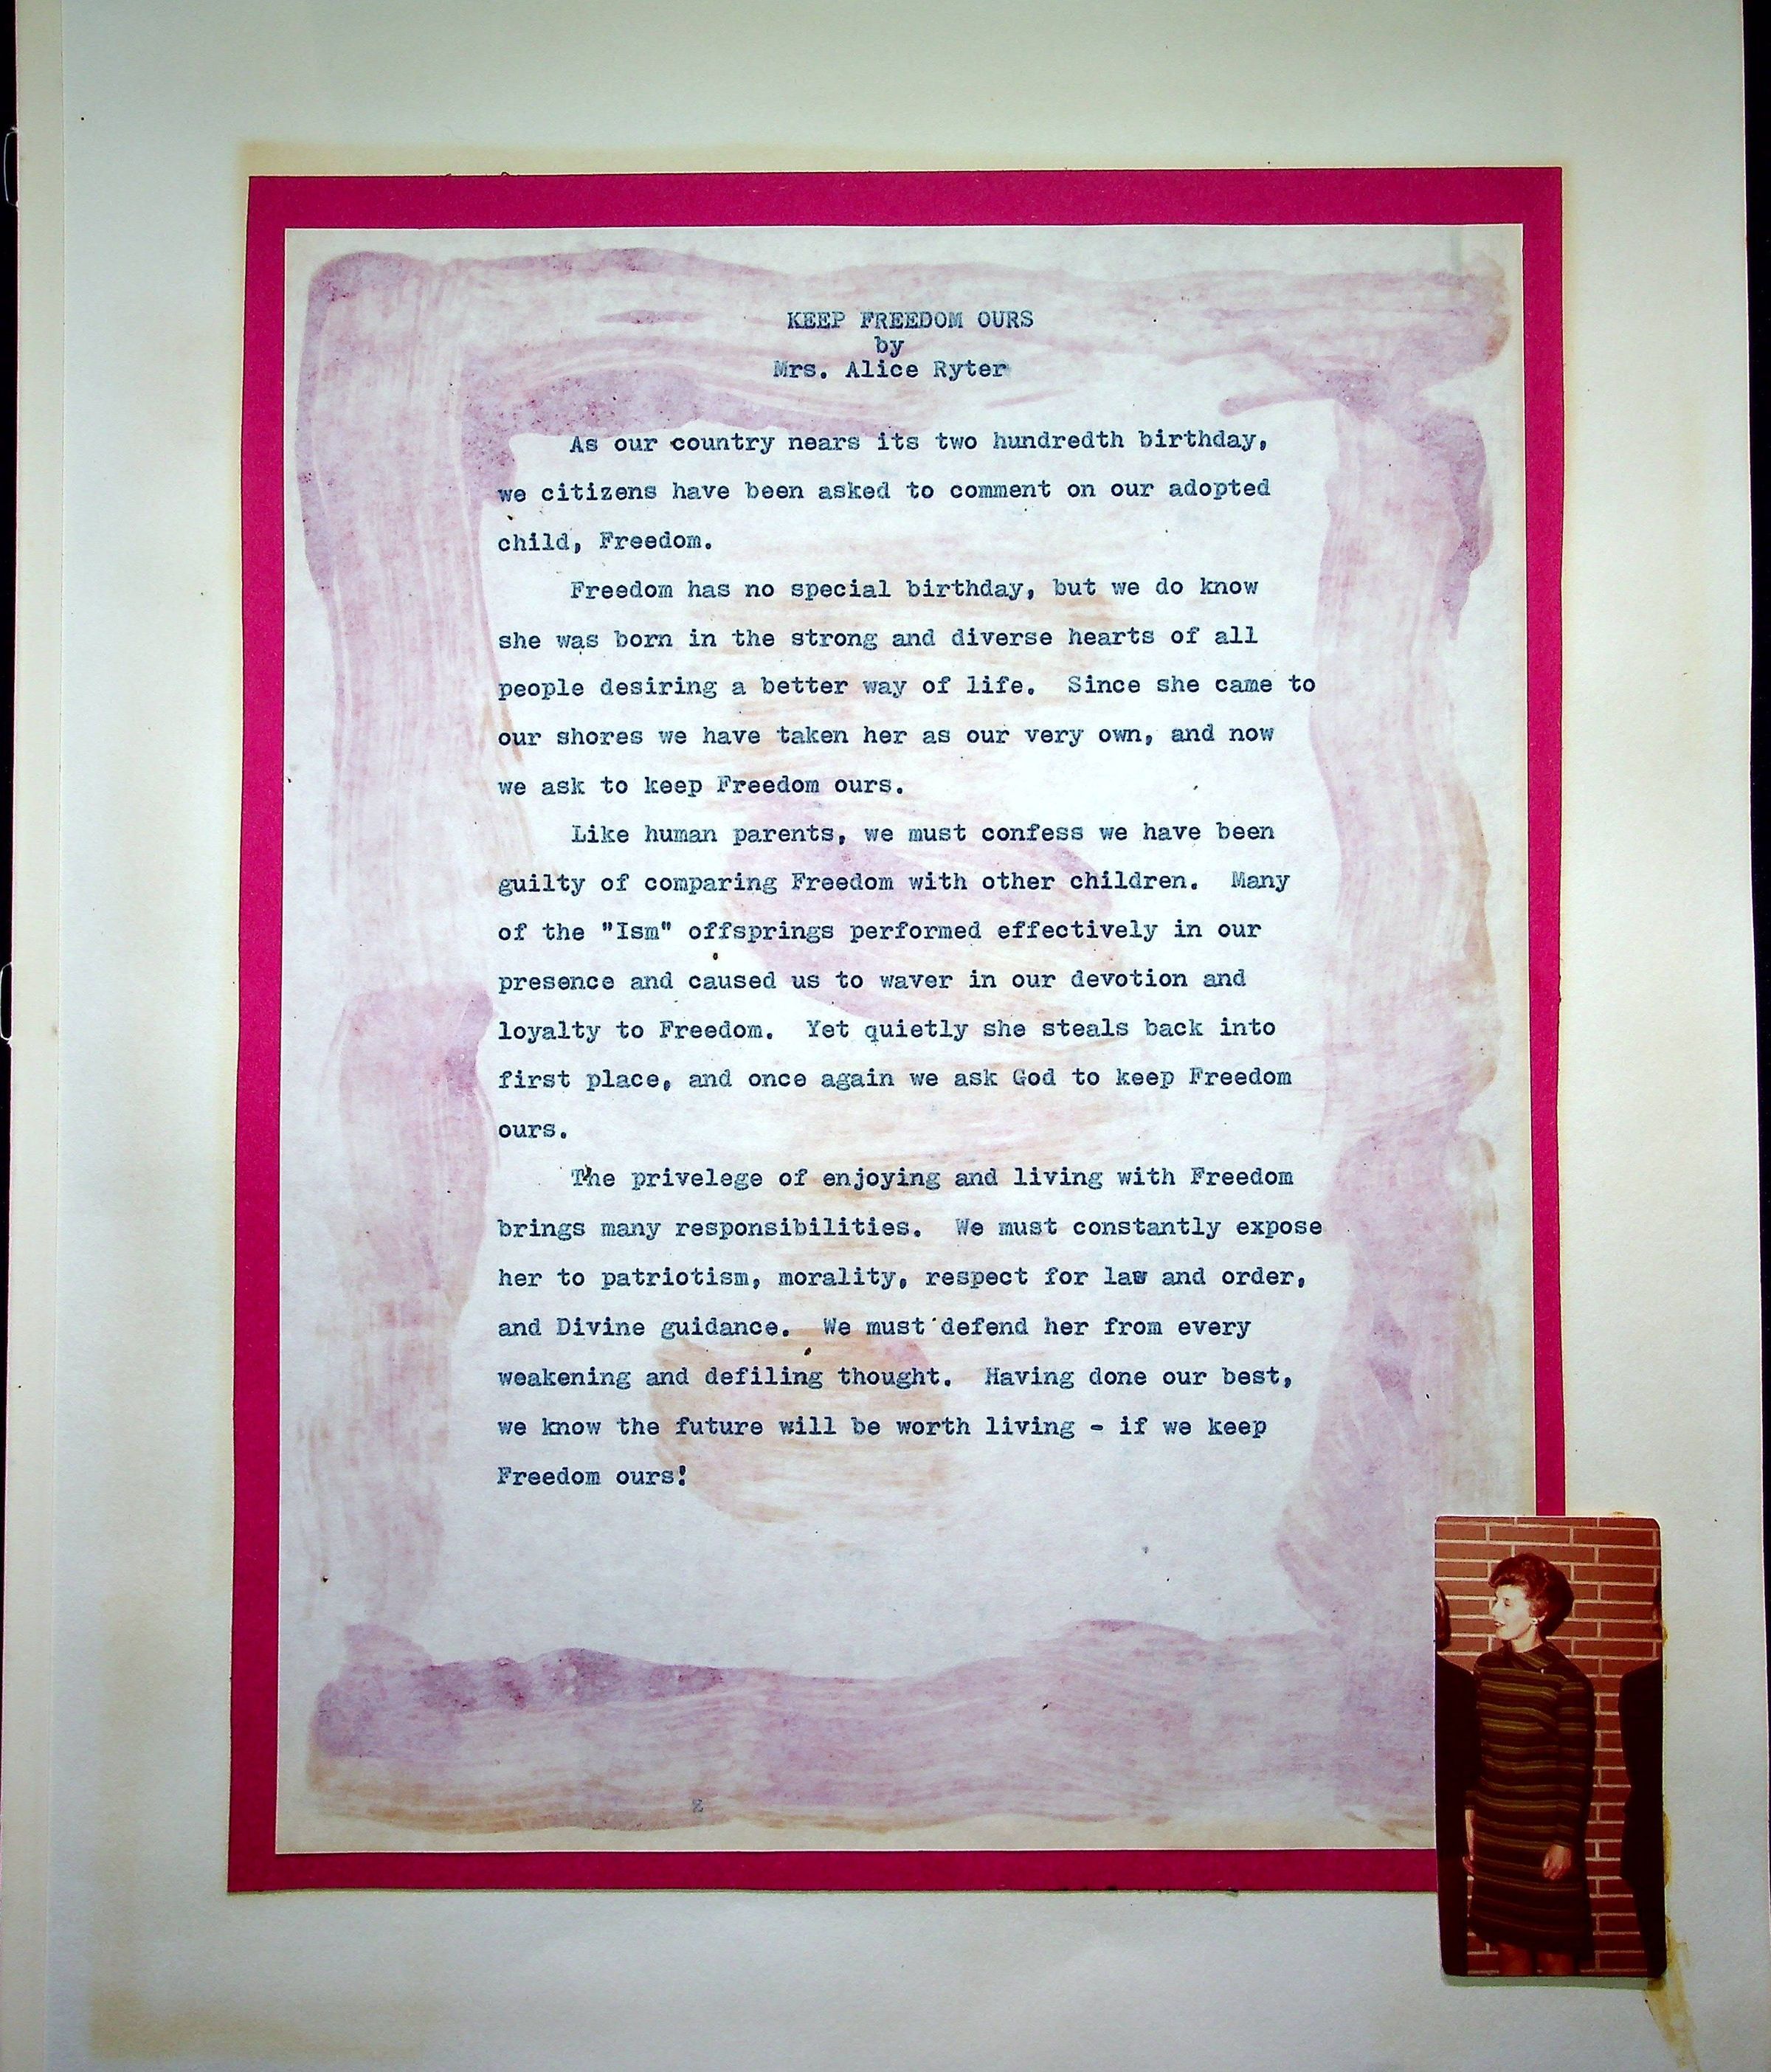 KEEP FREEDOM OURS
by
Mrs. Alice Ryter
As our country nears its two hundredth birthday,
we citizens have been asked to comment on our adopted
child, Freedom.
Freedom has no special birthday, but we do know
she was born in the strong and diverse hearts of all
people desiring a better way of life.  Since she came to
our shores we have taken her as our very own, and now
we ask to keep Freedom ours.
Like human parents, we must confess we have been
guilty of comparing Freedom with other children.  Many
of the "Ism" offsprings performed effectively in our
presence and caused us to waver in our devotion and
loyalty to Freedom.  Yet quietly she steals back into
first place, and once again we ask God to keep Freedom
ours.
The privelege of enjoying and living with Freedom
brings many responsibilities.  We must constantly expose
her to patriotism, morality, respect for law and order,
and Divine guidance.  We must defend her from every
weakening and defiling thought.  Having done our best,
we know the future will be worth living - if we keep
Freedom ours!